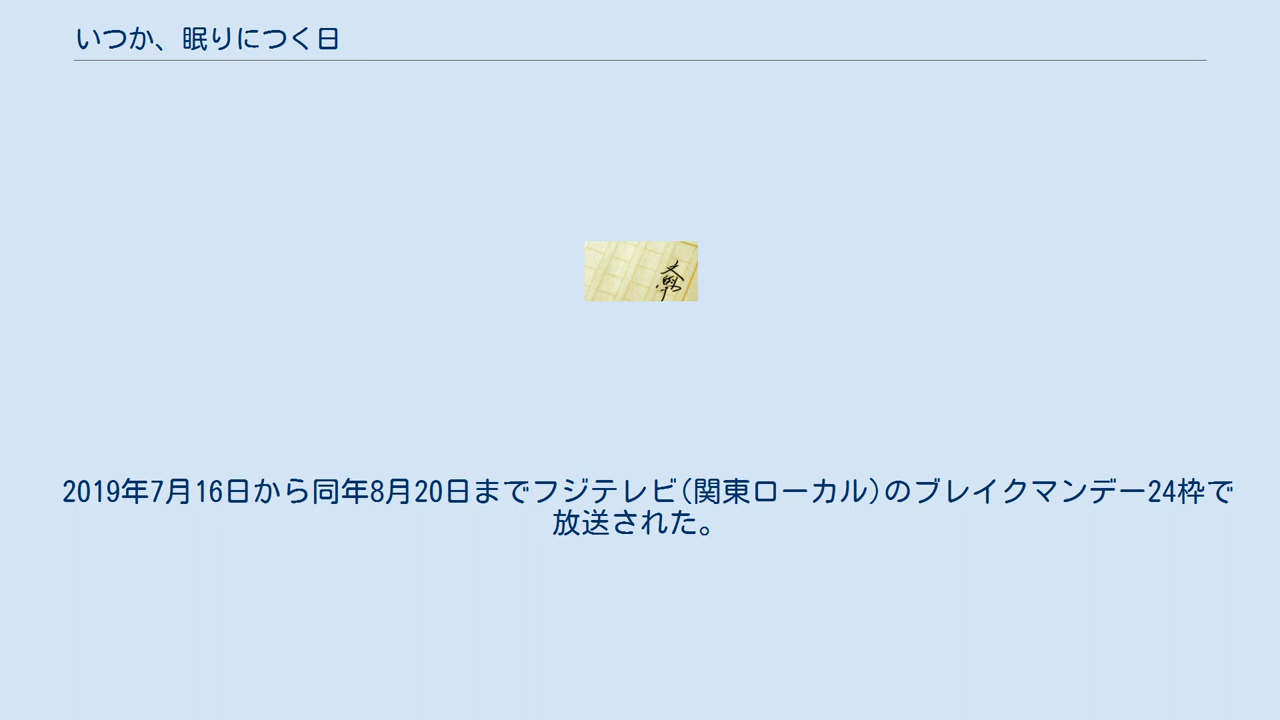 いつか、眠りにつく日
2019年7月16日から同年8月20日までフジテレビ(関東ローカル)のブレイクマンデー24枠で
放送された。